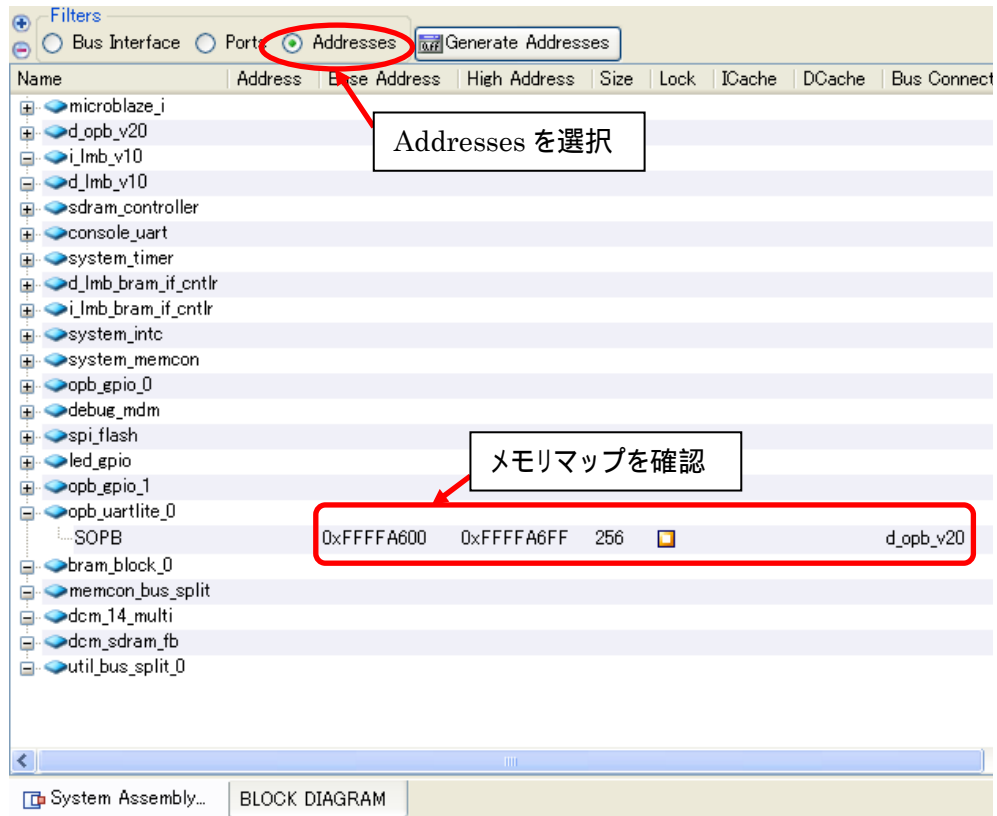 Filters
Bus Interface Ports Addresses Generate Addresses
Name Address Base Address High Address Size Lock ICache DCache Bus Connect
microblaze_i
d_opb_v20
Addresses を選択
i_lmb_v10
d_lmb_v10
sdram_controller
console_uart
system_timer
d_lmb_bram_if_cntlr
i_lmb_bram_if_cntlr
system_intc
system_memcon
opb_gpio_0
debug_mdm
spi_flash
メモリマップを確認
led_gpio
opb_gpio_1
opb_uartlite_0
SOPB 0xFFFFA600 0xFFFFA6FF 256 d_opb_v20
bram_block_0
memcon_bus_split
dcm_14_multi
dcm_sdram_fb
util_bus_split_0
System Assembly... BLOCK DIAGRAM